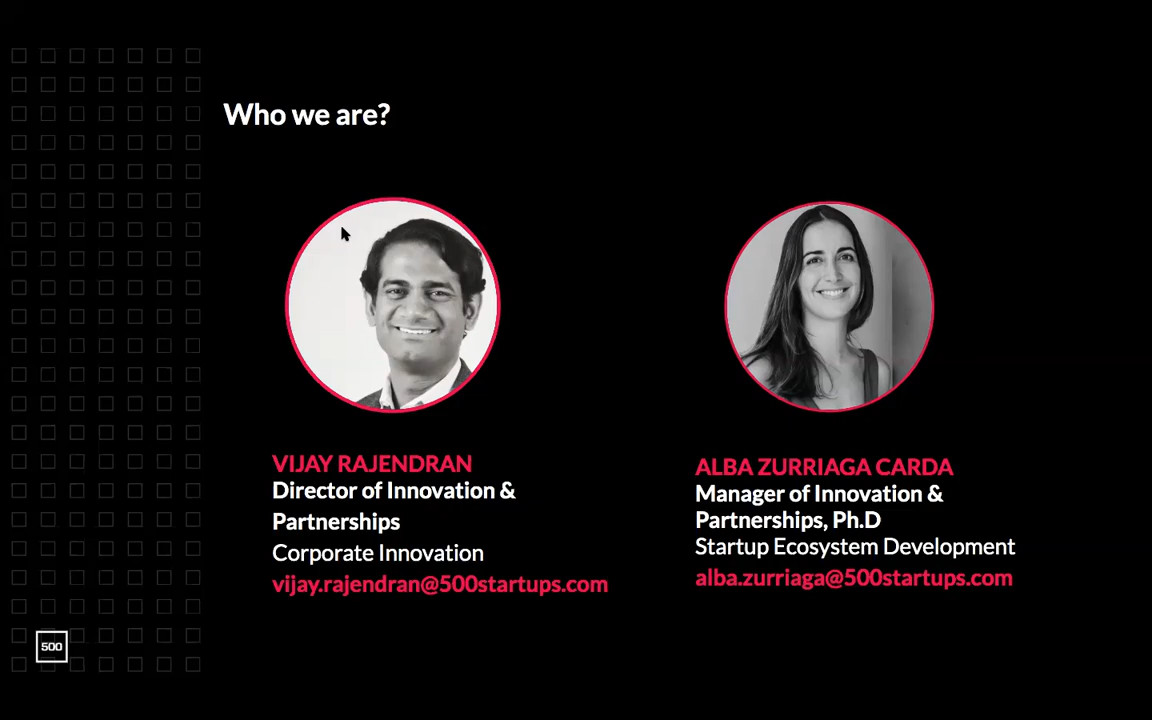 Who we are?
VIJAY RAJENDRAN
Director of Innovation &
Partnerships
Corporate Innovation
vijay.rajendran@500startups.com
ALBA ZURRIAGA CARDA
Manager of Innovation &
Partnerships, Ph.D
Startup Ecosystem Development
alba.zurriaga@500startups.com
500